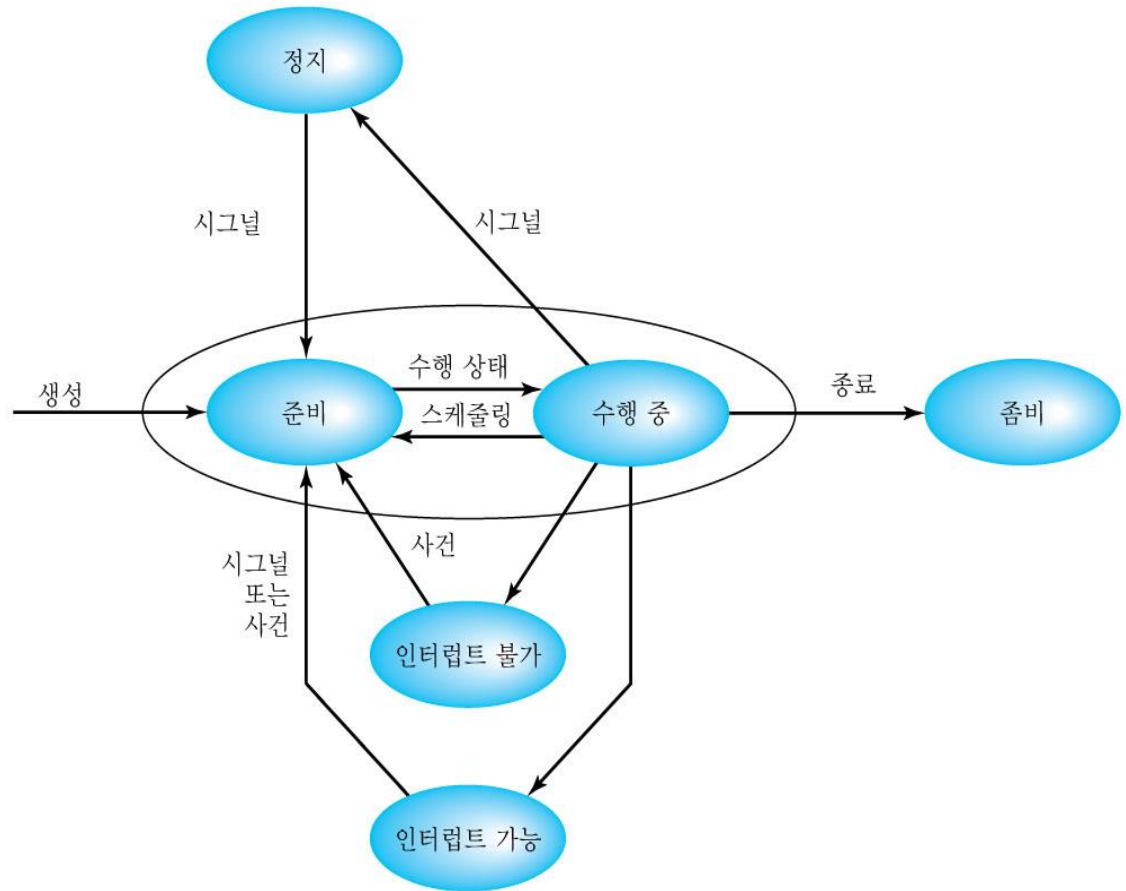 정지
시그널
시그널
생성
준비
수행 상태
스케줄링
수행 중
종료
좀비
사건
시그널
또는
사건
인터럽트 불가
인터럽트 가능